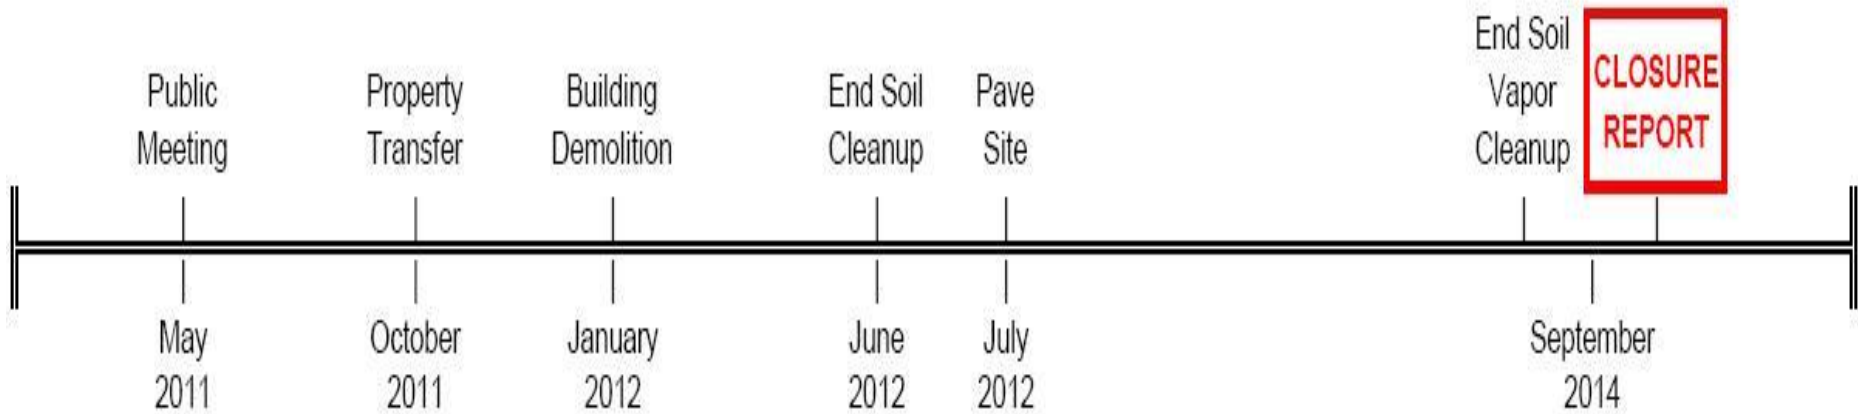 Public
Meeting
Property
Transfer
Building
Demolition
End Soil
Cleanup
Pave
Site
End Soil
Vapor
Cleanup
CLOSURE
REPORT
May
2011
October
2011
January
2012
June
2012
July
2012
September
2014